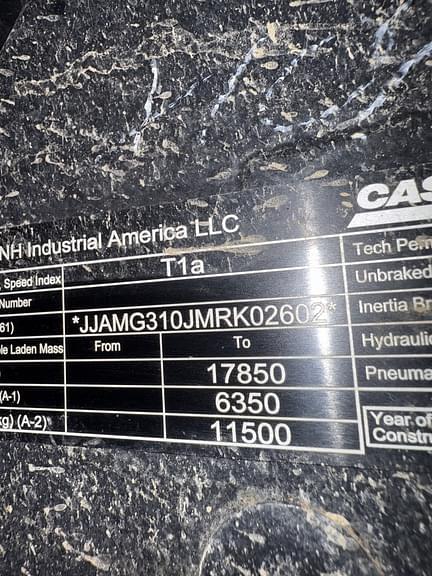 CAS
NH Industrial America LLC
, Speed Index T1a
Number
61) *JJAMG310JMRK02602*
le Laden Mass From To
17850
(A-1) 6350
kg) (A-2) 11500
Tech Perm
Unbraked
Inertia Br
Hydraulic
Pneuma
Year of
Constr